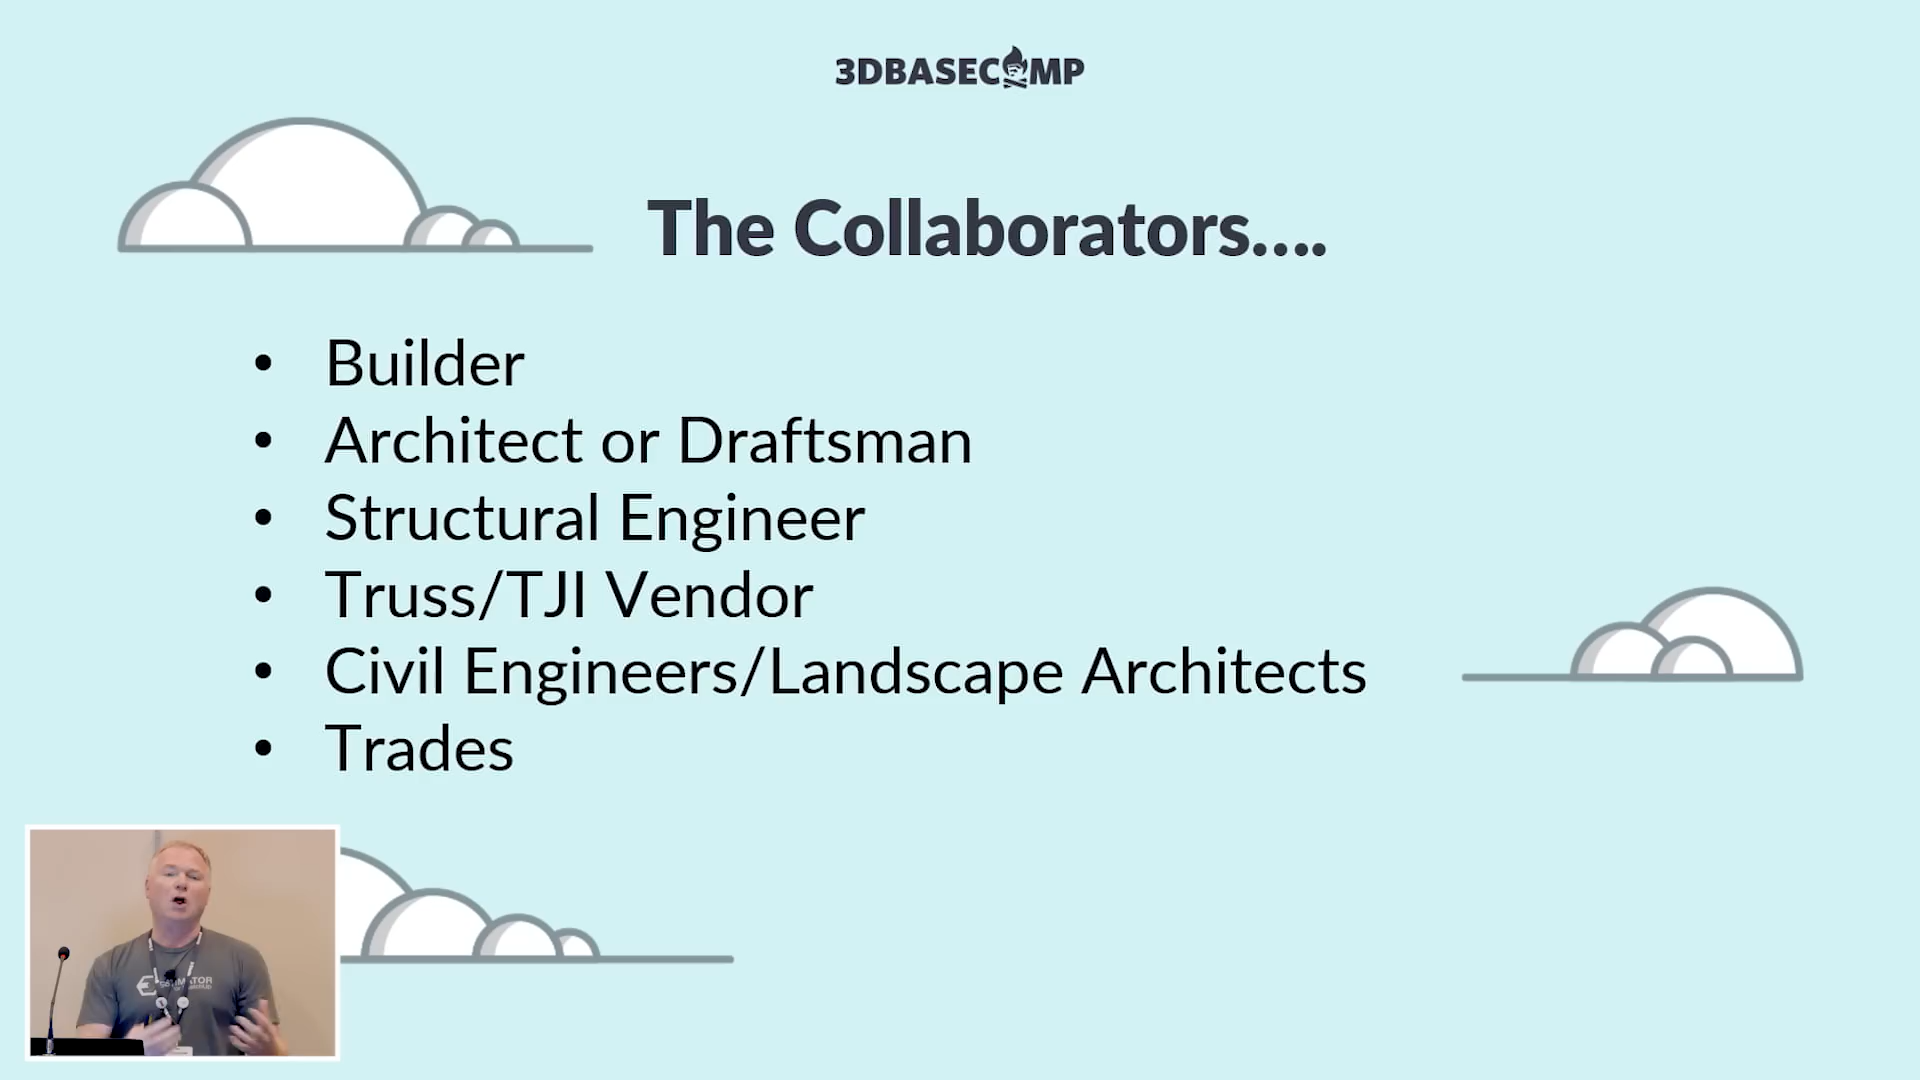 3DBASECAMP
The Collaborators....
• Builder
• Architect or Draftsman
• Structural Engineer
• Truss/TJI Vendor
• Civil Engineers/Landscape Architects
• Trades